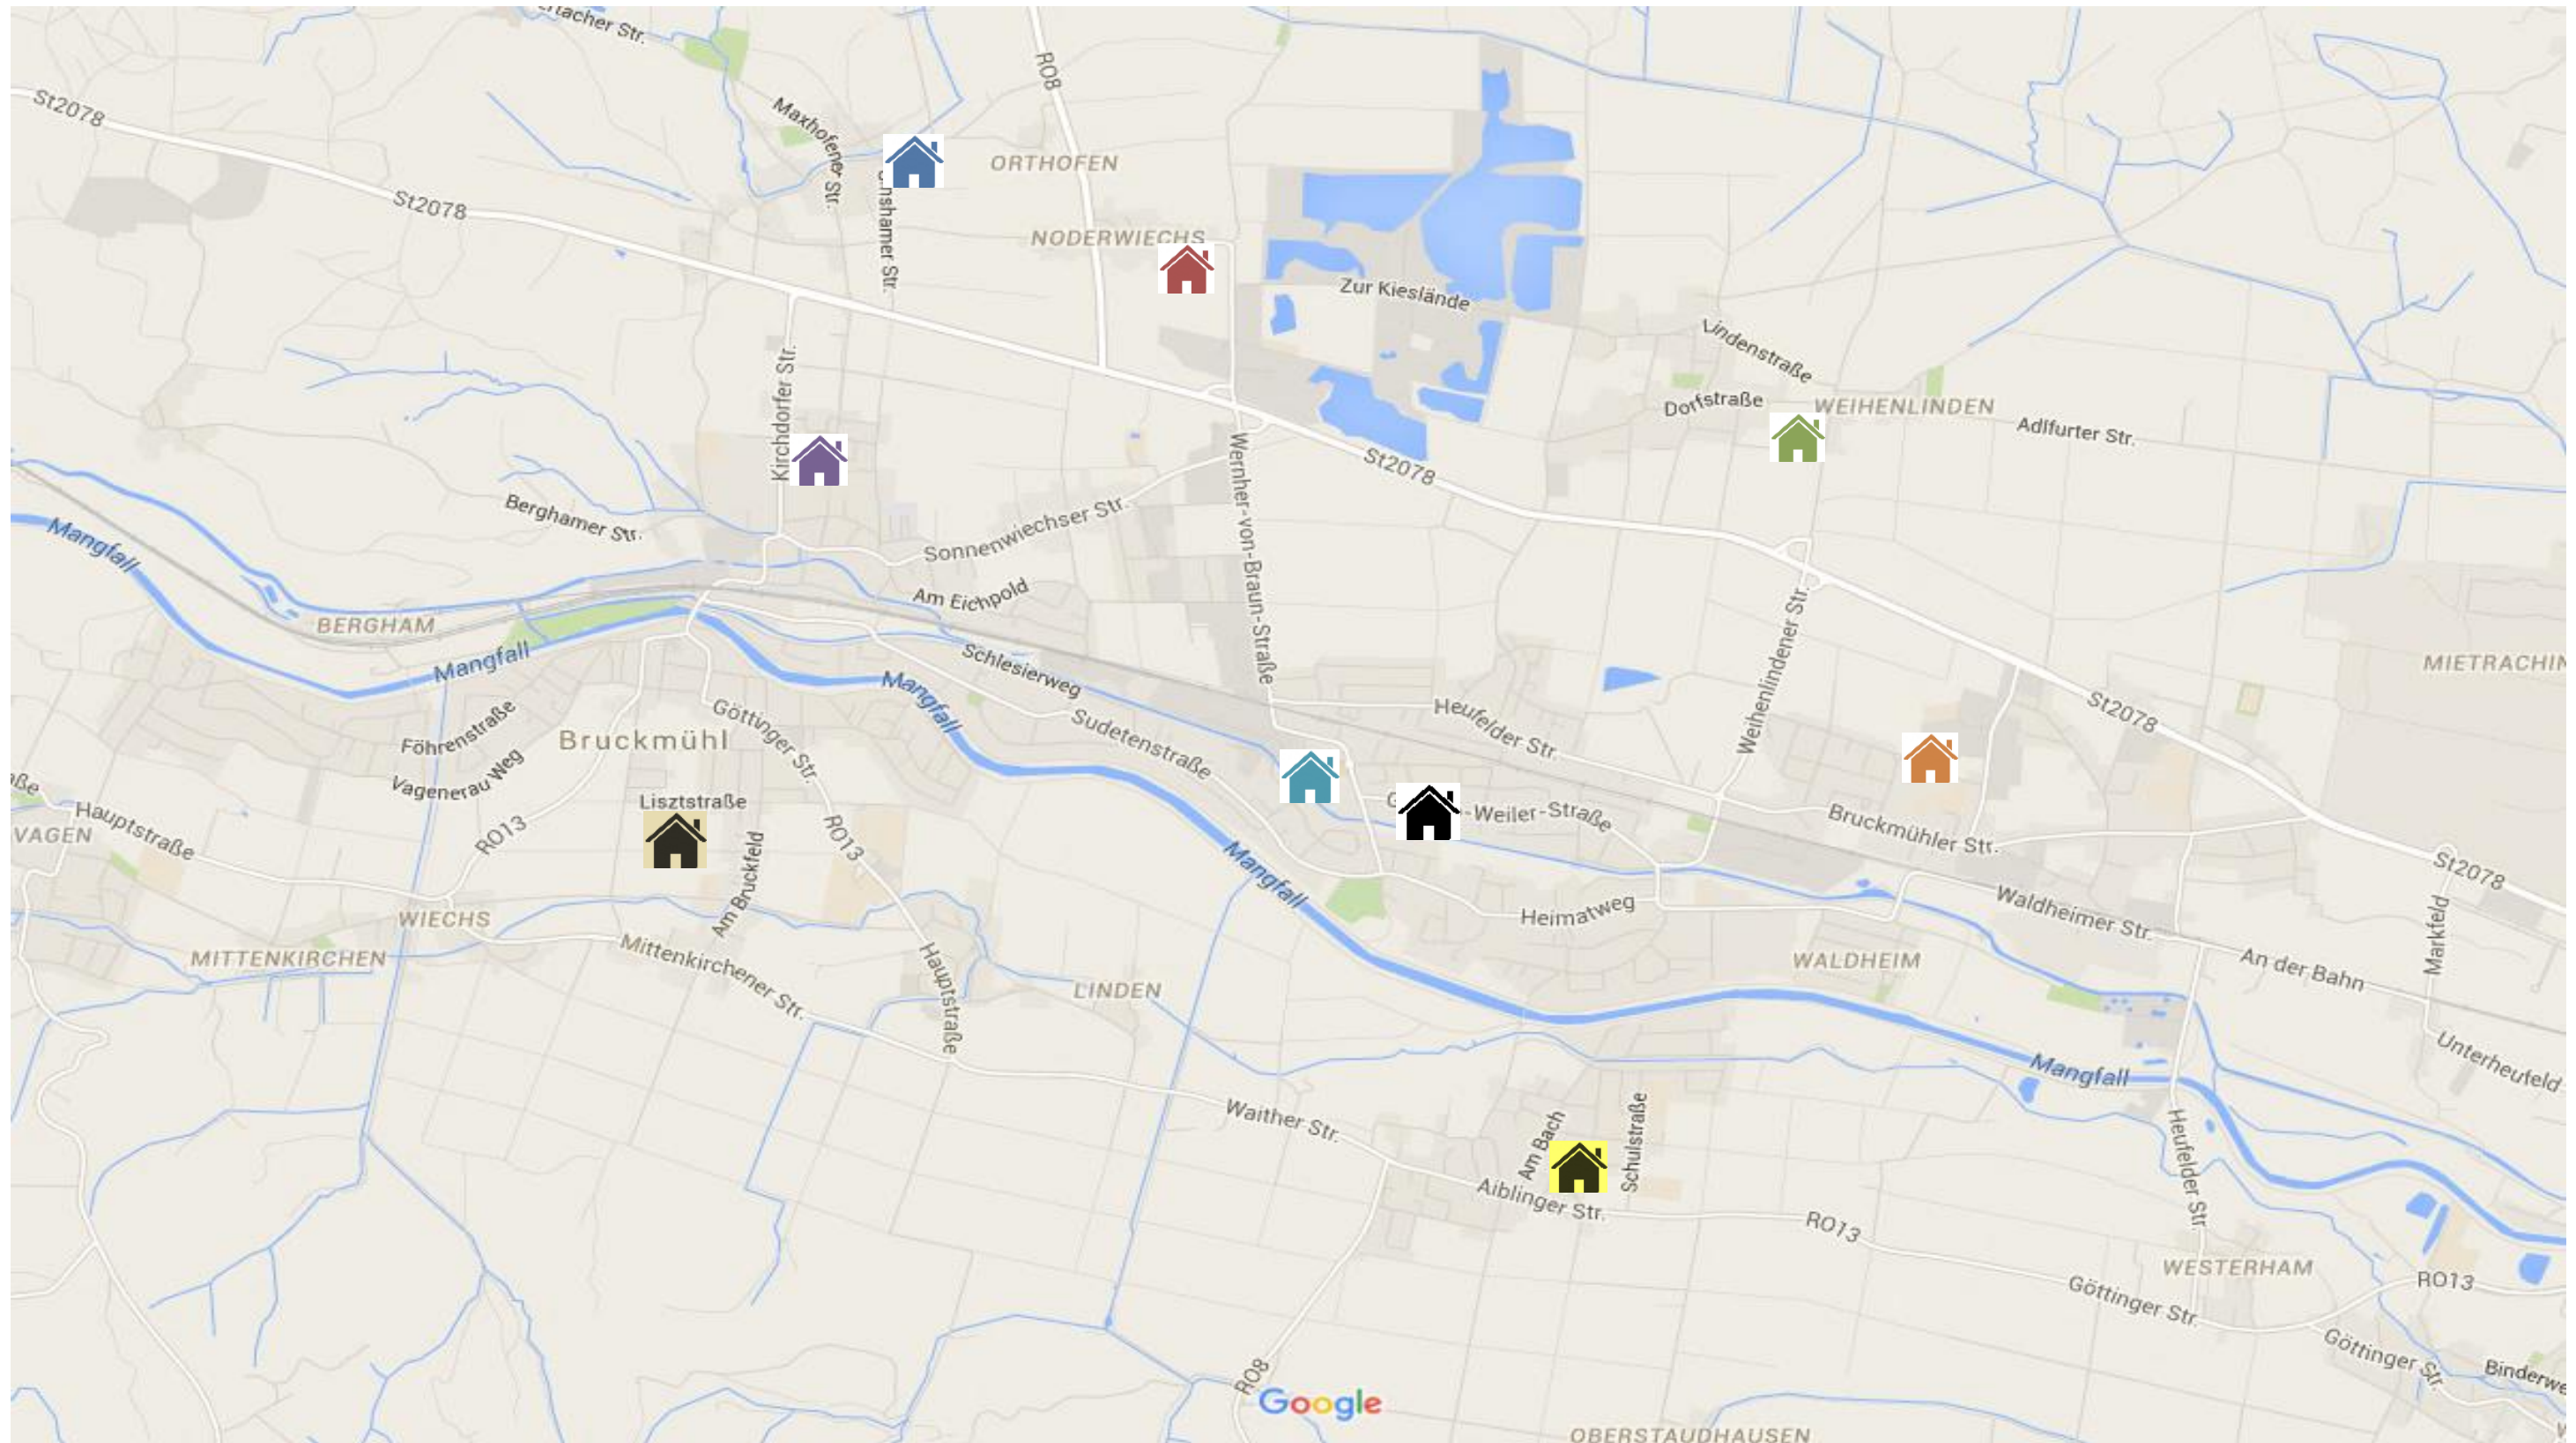 St2078
RO8
Maxhofener Str.
ORTHOFEN
St2078
NODERWIECHS
Zur Kieslände
Lindenstraße
Dorfstraße
WEIHENLINDEN
Adlfurter Str.
Kirchdorfer Str.
Wernher-von-Braun-Straße
St2078
Berghamer Str.
Sonnenwiechser Str.
Mangfall
Am Eichpold
BERGHAM
Mangfall
Schlesierweg
Mangfall
Weihenlindener Str.
St2078
Föhrenstraße
Bruckmühl
Göttinger Str.
Sudetenstraße
Heufelder Str.
Vagenerau Weg
Hauptstraße
VAGEN
RO13
Lisztstraße
Am Bruckfeld
RO13
-Weiler-Straße
Bruckmühler Str.
Mangfall
St2078
WIECHS
Heimatweg
Waldheimer Str.
Markfeld
MITTENKIRCHEN
Mittenkirchener Str.
Hauptstraße
LINDEN
WALDHEIM
An der Bahn
Mangfall
Unterheufeld-
Waither Str.
Am Bach
Schulstraße
Heufelder Str.
Aiblinger Str.
RO13
WESTERHAM
RO13
Göttinger Str.
Göttinger Str.
RO8
Google
OBERSTAUDHAUSEN